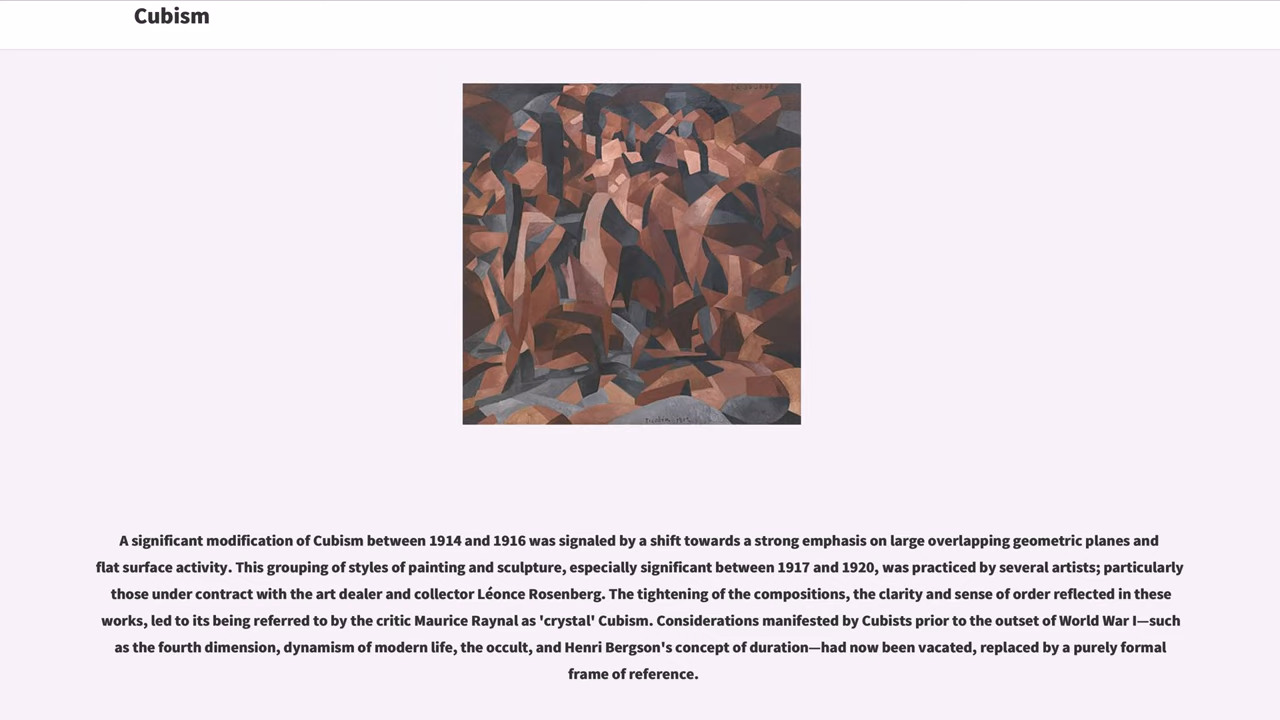 Cubism
A significant modification of Cubism between 1914 and 1916 was signaled by a shift towards a strong emphasis on large overlapping geometric planes and
flat surface activity. This grouping of styles of painting and sculpture, especially significant between 1917 and 1920, was practiced by several artists; particularly
those under contract with the art dealer and collector Léonce Rosenberg. The tightening of the compositions, the clarity and sense of order reflected in these
works, led to its being referred to by the critic Maurice Raynal as 'crystal' Cubism. Considerations manifested by Cubists prior to the outset of World War I—such
as the fourth dimension, dynamism of modern life, the occult, and Henri Bergson's concept of duration—had now been vacated, replaced by a purely formal
frame of reference.